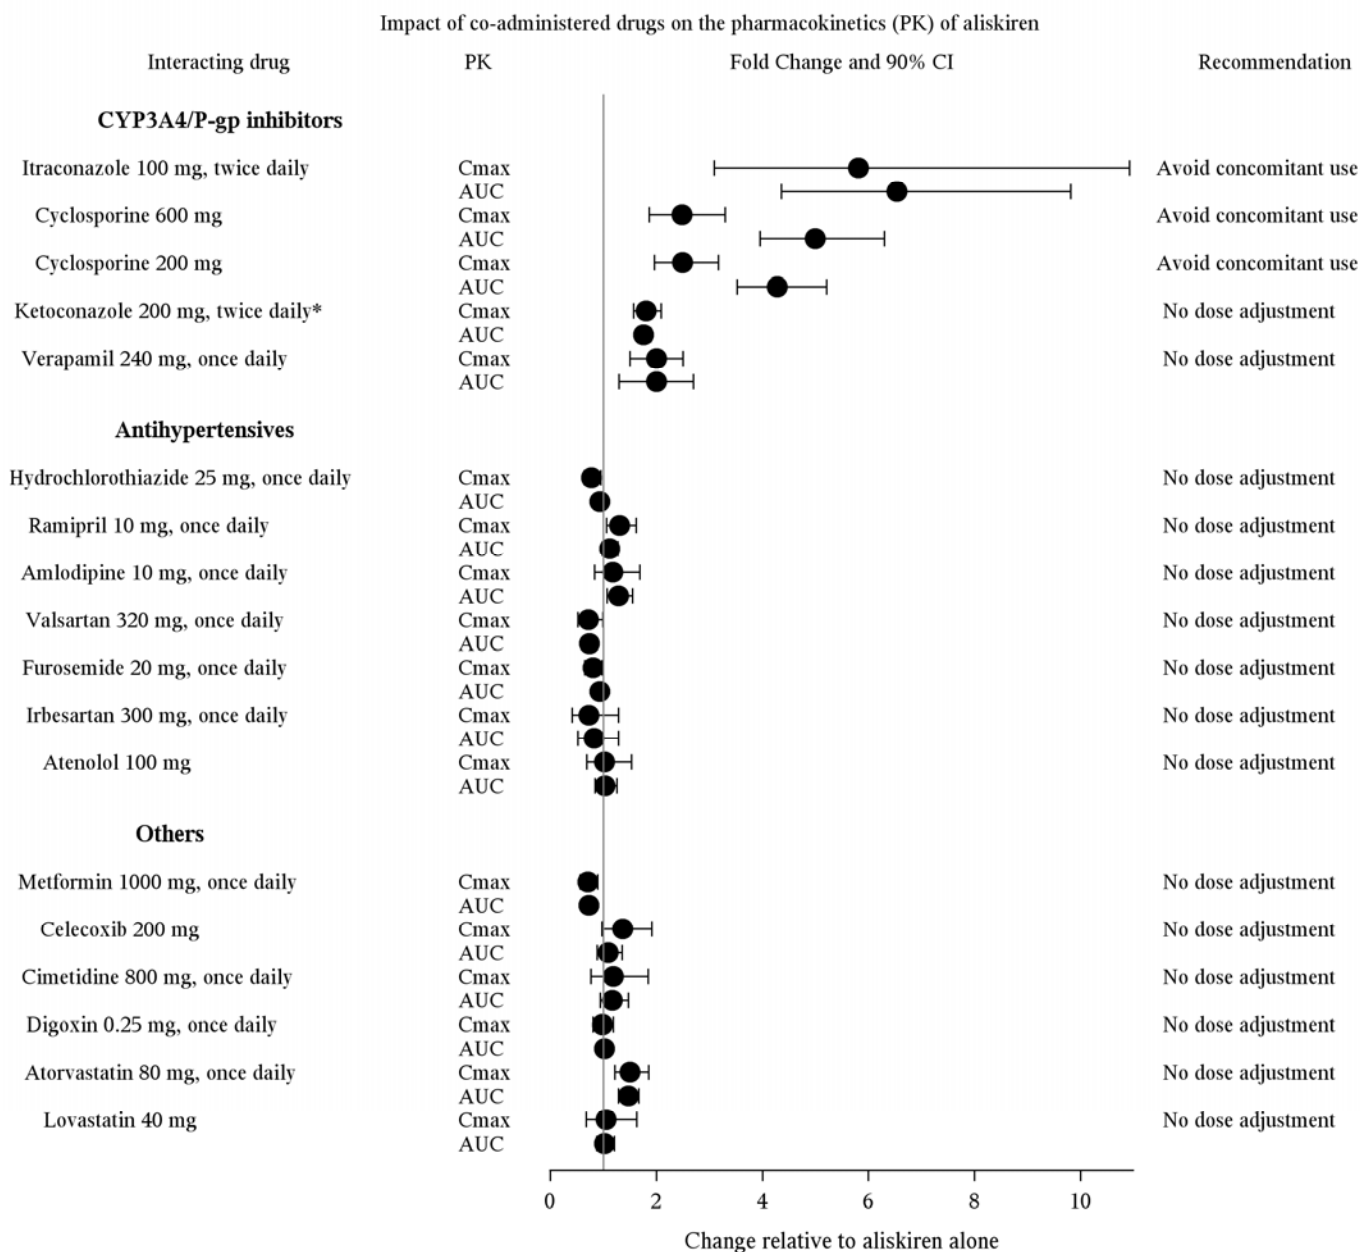 Impact of co-administered drugs on the pharmacokinetics (PK) of aliskiren
Interacting drug PK Fold Change and 90% CI Recommendation
CYP3A4/P-gp inhibitors
Itraconazole 100 mg, twice daily Cmax Avoid concomitant use
AUC
Cyclosporine 600 mg Cmax Avoid concomitant use
AUC
Cyclosporine 200 mg Cmax Avoid concomitant use
AUC
Ketoconazole 200 mg, twice daily* Cmax No dose adjustment
AUC
Verapamil 240 mg, once daily Cmax No dose adjustment
AUC
Antihypertensives
Hydrochlorothiazide 25 mg, once daily Cmax No dose adjustment
AUC
Ramipril 10 mg, once daily Cmax No dose adjustment
AUC
Amlodipine 10 mg, once daily Cmax No dose adjustment
AUC
Valsartan 320 mg, once daily Cmax No dose adjustment
AUC
Furosemide 20 mg, once daily Cmax No dose adjustment
AUC
Irbesartan 300 mg, once daily Cmax No dose adjustment
AUC
Atenolol 100 mg Cmax No dose adjustment
AUC
Others
Metformin 1000 mg, once daily Cmax No dose adjustment
AUC
Celecoxib 200 mg Cmax No dose adjustment
AUC
Cimetidine 800 mg, once daily Cmax No dose adjustment
AUC
Digoxin 0.25 mg, once daily Cmax No dose adjustment
AUC
Atorvastatin 80 mg, once daily Cmax No dose adjustment
AUC
Lovastatin 40 mg Cmax No dose adjustment
AUC
0 2 4 6 8 10
Change relative to aliskiren alone